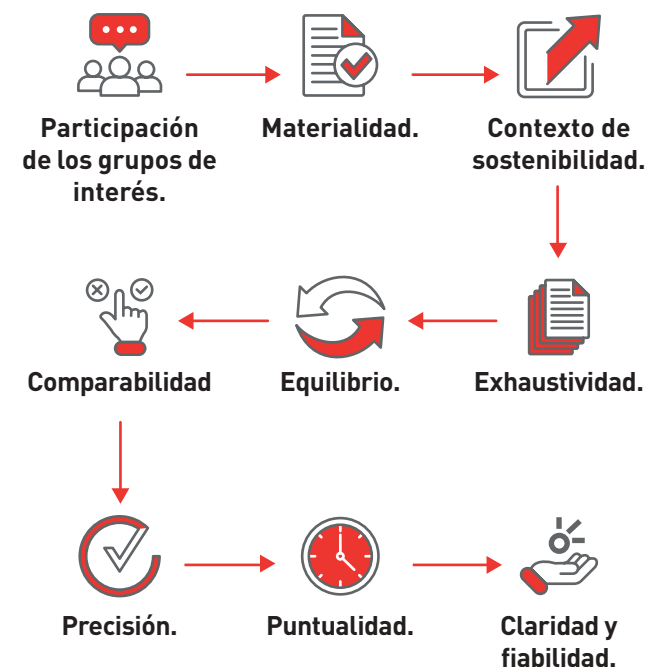 Participación
de los grupos de
interés.
Materialidad.
Contexto de
sostenibilidad.
Comparabilidad
Equilibrio.
Exhaustividad.
Precisión.
Puntualidad.
Claridad y
fiabilidad.